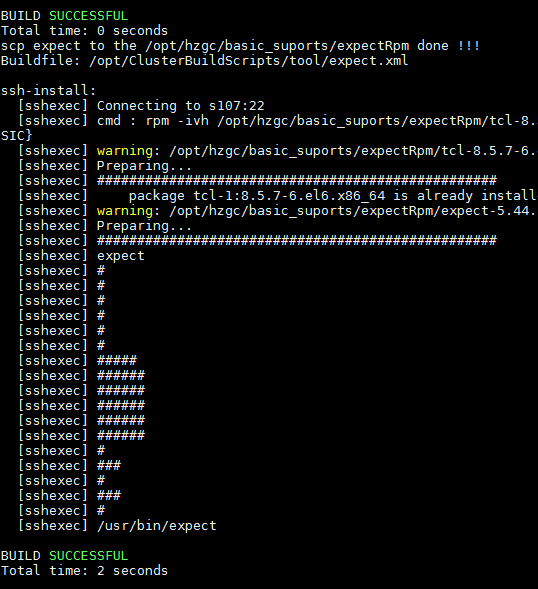 BUILD SUCCESSFUL
Total time: 0 seconds
scp expect to the /opt/hzgc/basic_suports/expectRpm done !!!
Buildfile: /opt/ClusterBuildScripts/tool/expect.xml
ssh-install:
[sshexec] Connecting to s107:22
[sshexec] cmd : rpm -ivh /opt/hzgc/basic_suports/expectRpm/tcl-8.
SIC}
[sshexec] warning: /opt/hzgc/basic_suports/expectRpm/tcl-8.5.7-6.
[sshexec] Preparing...
[sshexec] ##################################################
[sshexec] package tcl-1:8.5.7-6.el6.x86_64 is already install
[sshexec] warning: /opt/hzgc/basic_suports/expectRpm/expect-5.44.
[sshexec] Preparing...
[sshexec] ##################################################
[sshexec] expect
[sshexec] #
[sshexec] #
[sshexec] #
[sshexec] #
[sshexec] #
[sshexec] #
[sshexec] #####
[sshexec] ######
[sshexec] ######
[sshexec] ######
[sshexec] ######
[sshexec] ######
[sshexec] #
[sshexec] ###
[sshexec] #
[sshexec] ###
[sshexec] #
[sshexec] /usr/bin/expect
BUILD SUCCESSFUL
Total time: 2 seconds